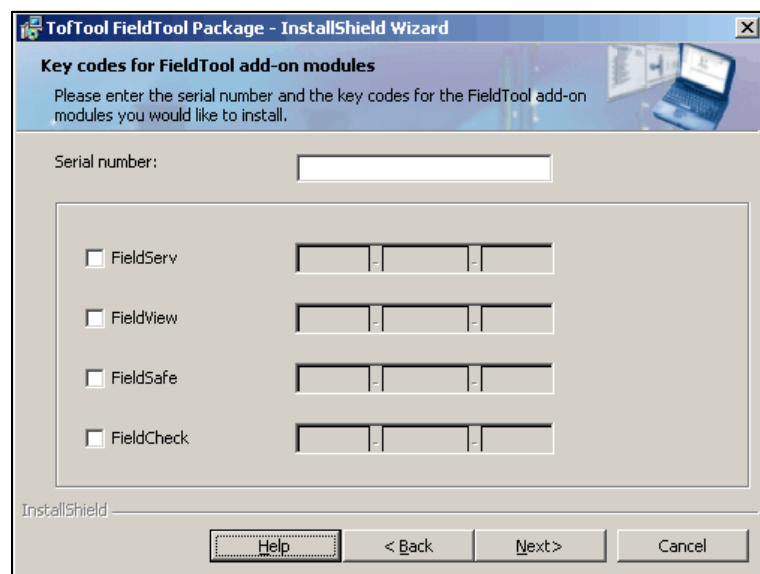 TofTool FieldTool Package - InstallShield Wizard
Key codes for FieldTool add-on modules
Please enter the serial number and the key codes for the FieldTool add-on
modules you would like to install.
Serial number:
FieldServ - -
FieldView - -
FieldSafe - -
FieldCheck - -
InstallShield
Help < Back Next> Cancel